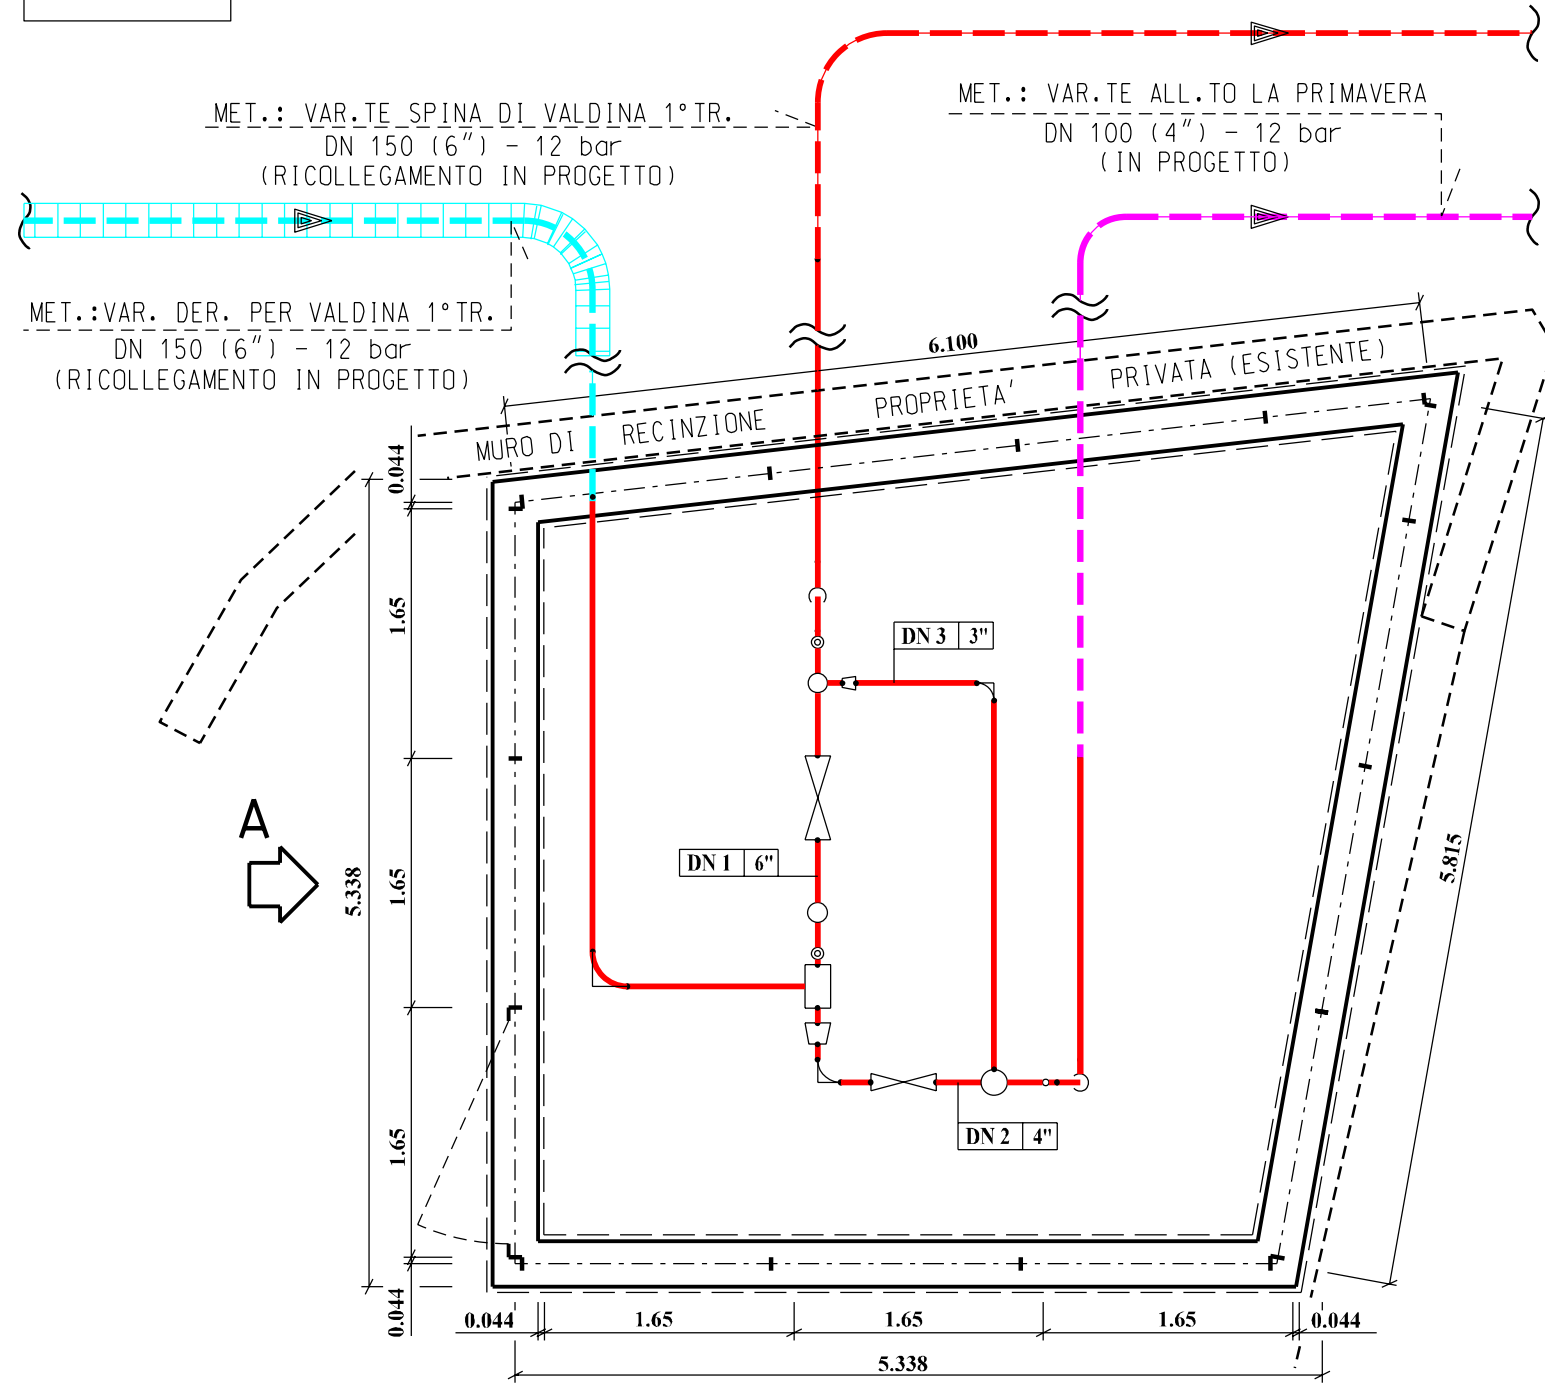 MET.: VAR.TE SPINA DI VALDINA 1° TR.
DN 150 (6") - 12 bar
(RICOLLEGAMENTO IN PROGETTO)
MET.: VAR.TE ALL.TO LA PRIMAVERA
DN 100 (4") - 12 bar
(IN PROGETTO)
MET.:VAR. DER. PER VALDINA 1° TR.
DN 150 (6") - 12 bar
(RICOLLEGAMENTO IN PROGETTO)
6.100
MURO DI RECINZIONE PROPRIETA' PRIVATA (ESISTENTE)
0.044
1.65
DN 3 3"
A
5.338
1.65
DN 1 6"
5.815
1.65
DN 2 4"
0.044
0.044
1.65
1.65
1.65
0.044
5.338